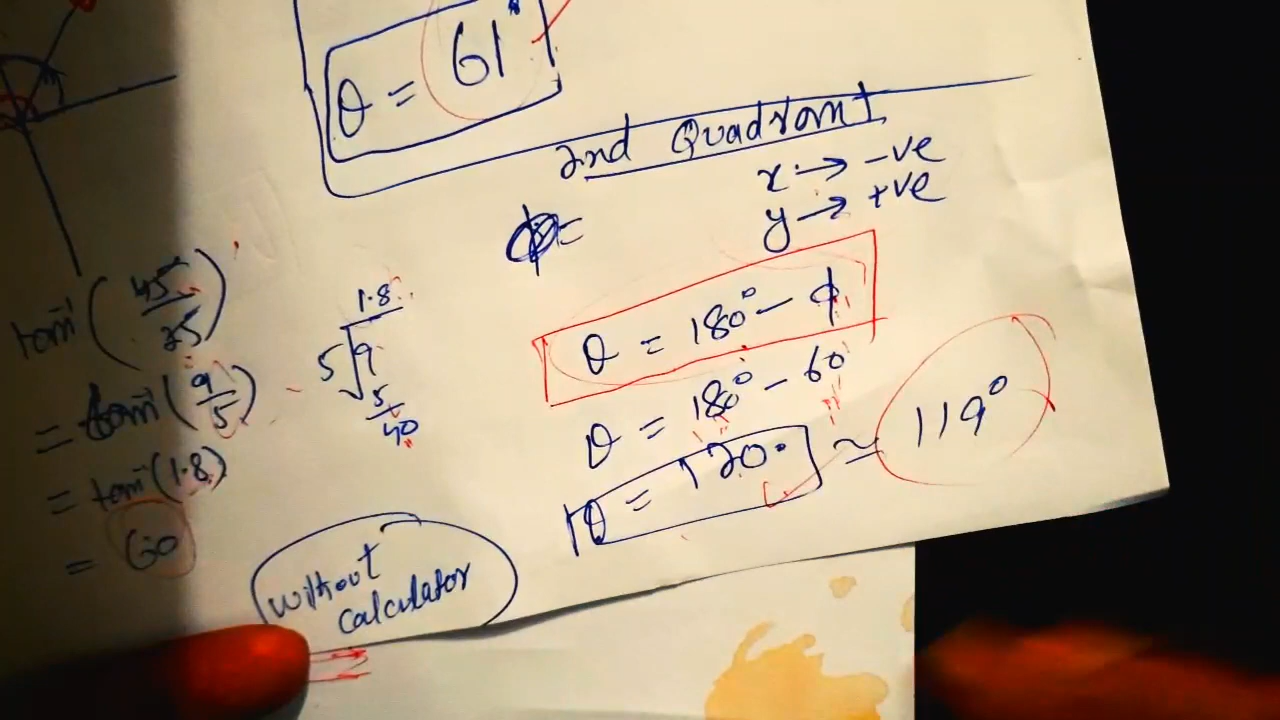 θ = 61°
2nd Quadrant
x → -ve
y → +ve
ϕ =
θ = 180° - ϕ
θ = 180° - 60
θ = 120° ≃ 119°
tan⁻¹(45/25)
= tan⁻¹(9/5)
= tan⁻¹(1.8)
= 60
1.8
5√9
5
40
without
calculator